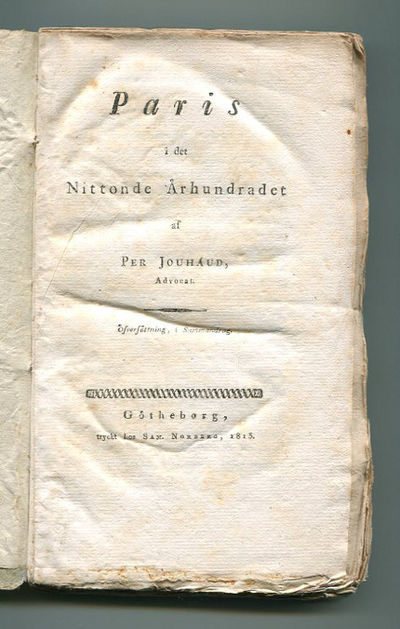 Paris
i det
Nittonde Århundradet
af
PER JOUHAUD,
Advocat.
Öfversättning, i Sammandrag.
Götheborg,
tryckt hos SAM. NORBERG, 1815.